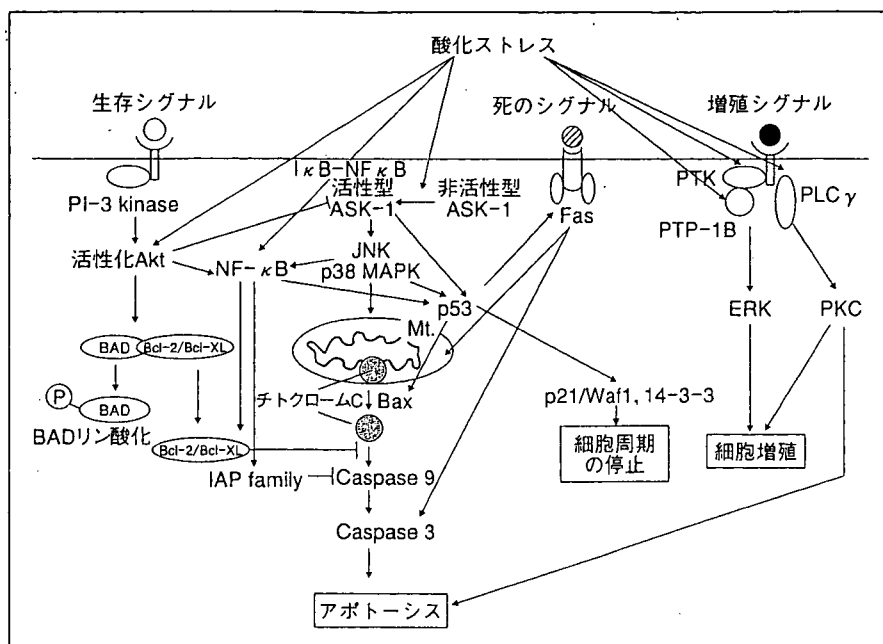 酸化ストレス
生存シグナル
死のシグナル
増殖シグナル
IκB-NFκB
活性型
ASK-1
非活性型
ASK-1
PI-3 kinase
Fas
PTK
PTP-1B
PLCγ
活性化Akt
NF-κB
JNK
p38 MAPK
p53
ERK
PKC
Mt.
BAD
Bcl-2/Bcl-XL
P
BAD
BADリン酸化
チトクロームC
Bax
p21/Waf1, 14-3-3
Bcl-2/Bcl-XL
細胞周期
の停止
細胞増殖
IAP family
Caspase 9
Caspase 3
アポトーシス